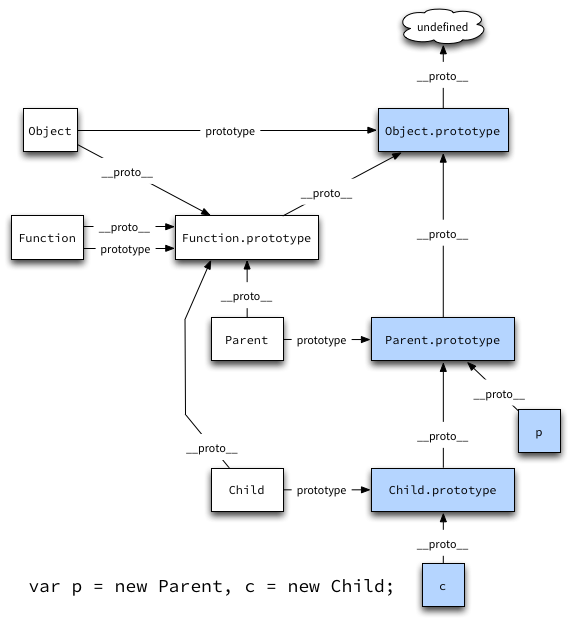 undefined
__proto__
Object
prototype
Object.prototype
__proto__
__proto__
Function
__proto__
prototype
Function.prototype
__proto__
__proto__
Parent
prototype
Parent.prototype
__proto__
p
__proto__
__proto__
Child
prototype
Child.prototype
__proto__
c
var p = new Parent, c = new Child;